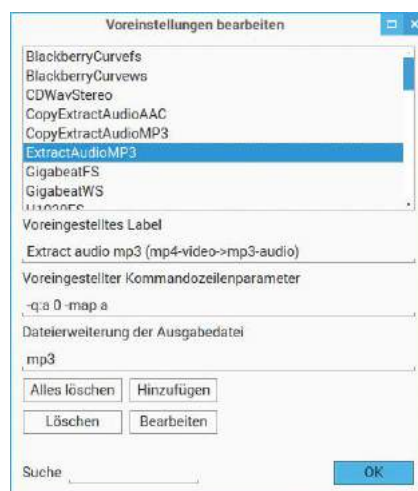 Voreinstellungen bearbeiten
BlackberryCurvefs
BlackberryCurvews
CDWavStereo
CopyExtractAudioAAC
CopyExtractAudioMP3
ExtractAudioMP3
GigabeatFS
GigabeatWS
Voreingestelltes Label
Extract audio mp3 (mp4-video->mp3-audio)
Voreingestellter Kommandozeilenparameter
-q:a 0 -map a
Dateierweiterung der Ausgabedatei
mp3
Alles löschen Hinzufügen
Löschen Bearbeiten
Suche OK